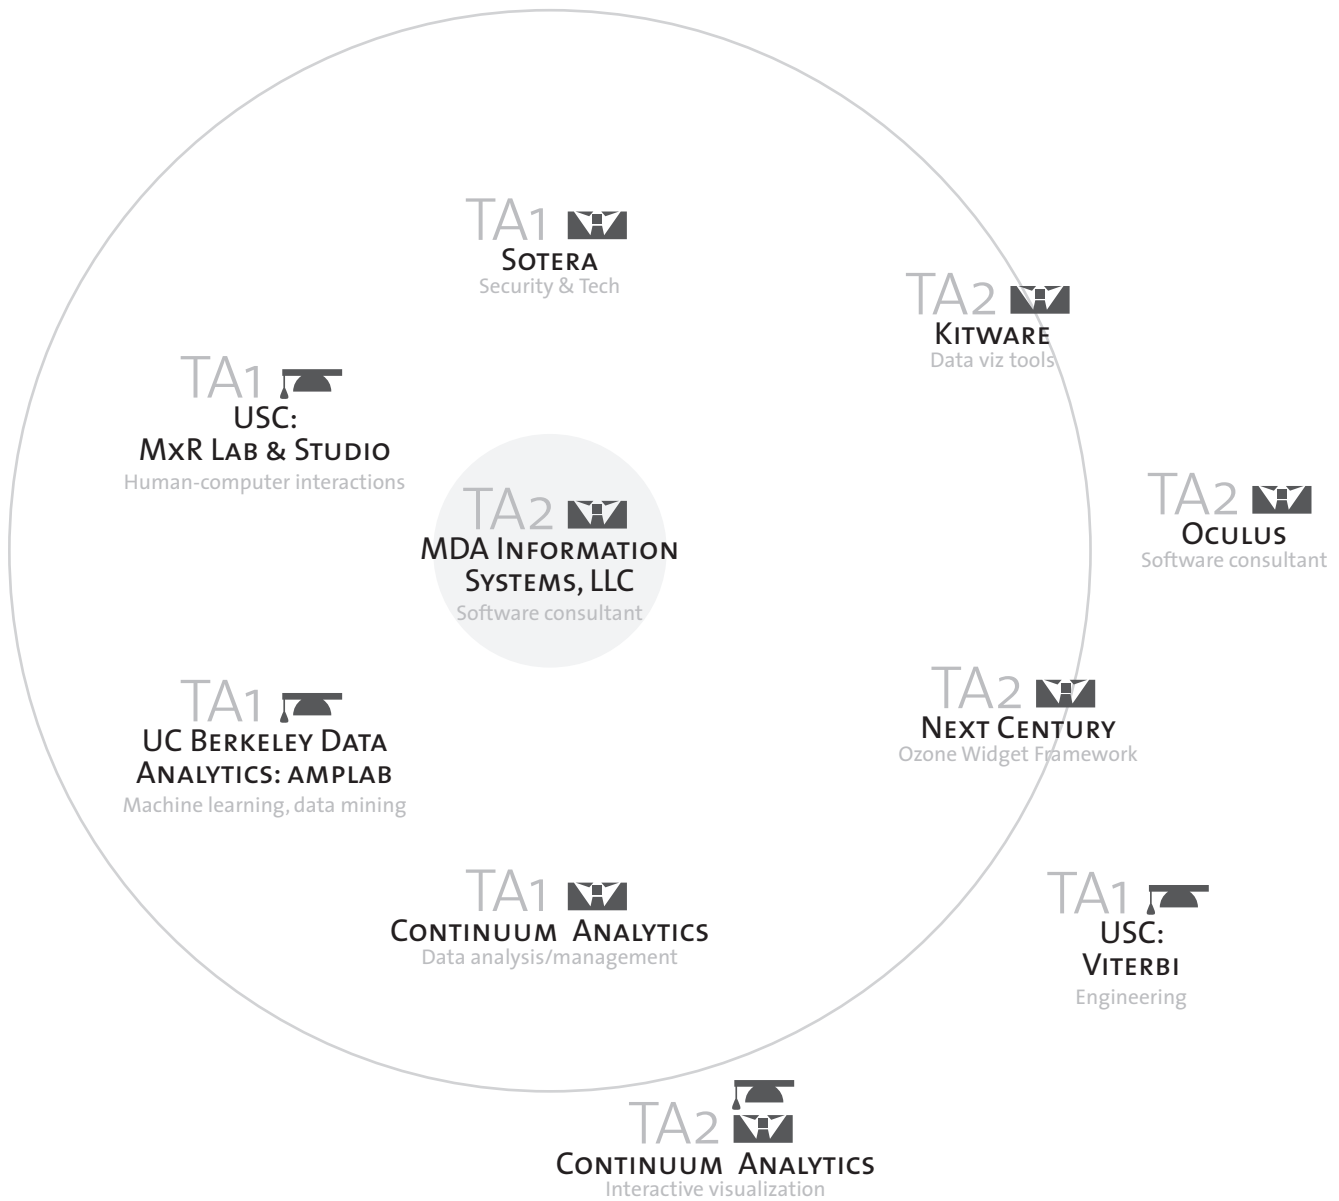 TA1
Sotera
Security & Tech
TA2
Kitware
Data viz tools
TA1
USC:
MxR Lab & Studio
Human-computer interactions
TA2
MDA Information
Systems, LLC
Software consultant
TA2
Oculus
Software consultant
TA1
UC Berkeley Data
Analytics: amplab
Machine learning, data mining
TA2
Next Century
Ozone Widget Framework
TA1
Continuum Analytics
Data analysis/management
TA1
USC:
Viterbi
Engineering
TA2
Continuum Analytics
Interactive visualization